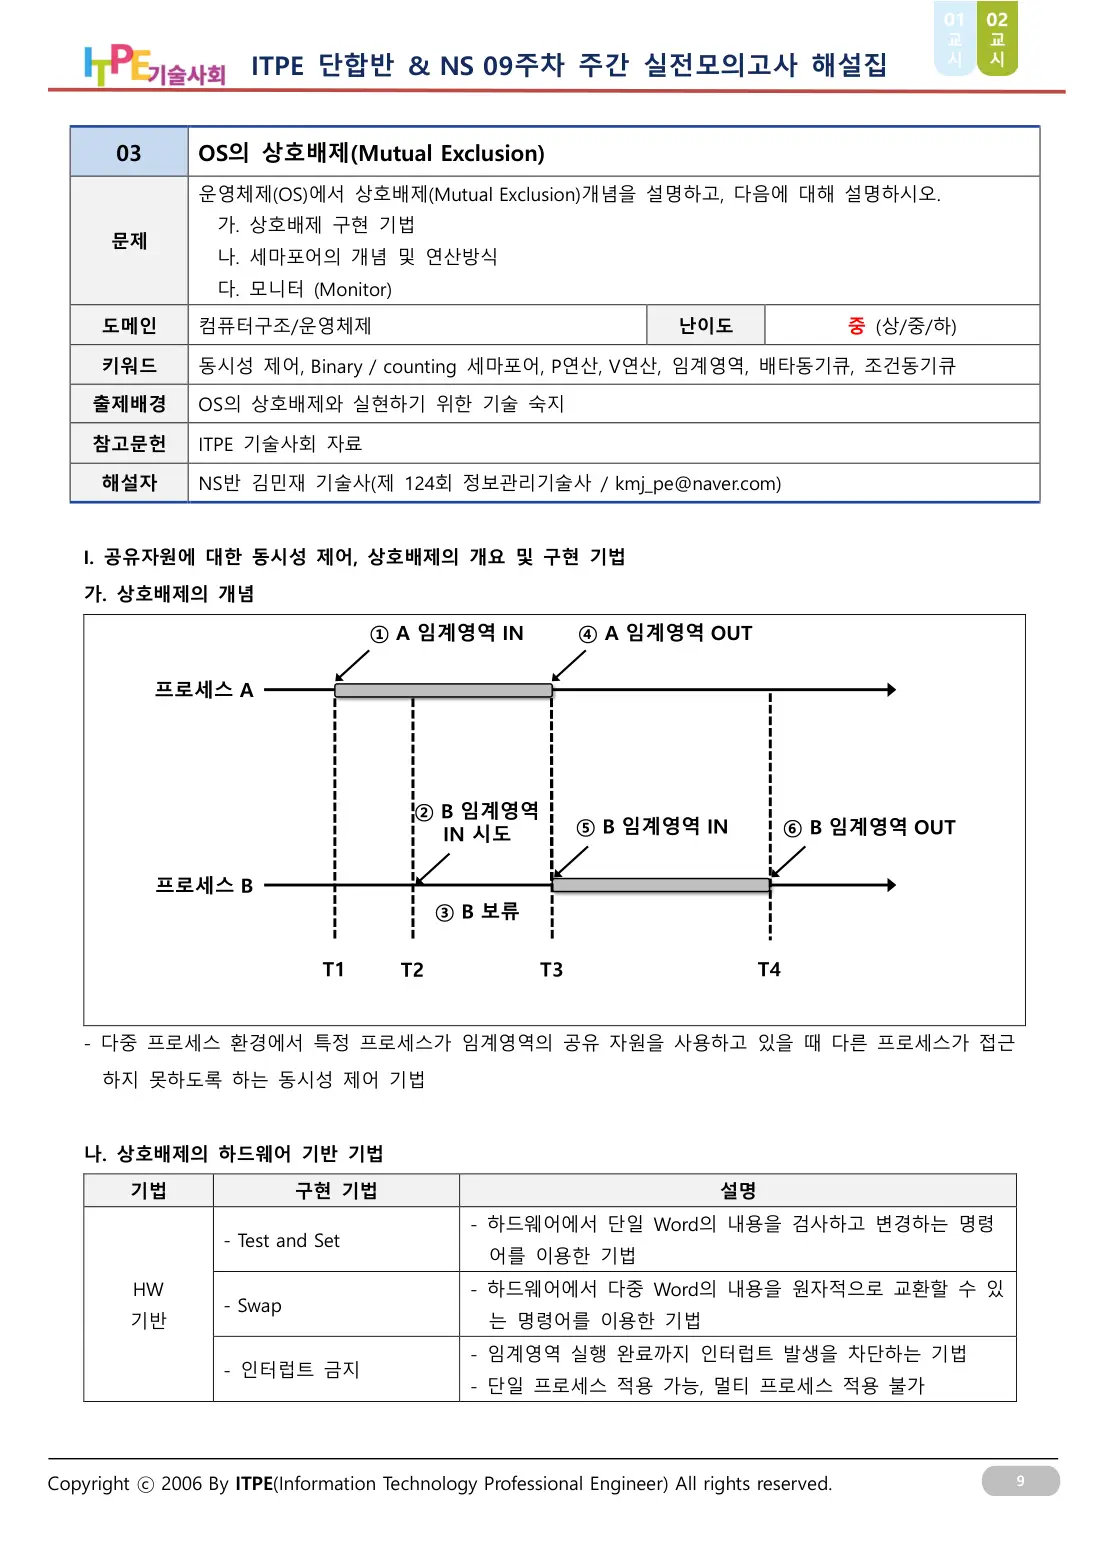 01
교
시
02
교
시
ITPE기술사회
ITPE 단합반 & NS 09주차 주간 실전모의고사 해설집
03
OS의 상호배제(Mutual Exclusion)
문제
운영체제(OS)에서 상호배제(Mutual Exclusion)개념을 설명하고, 다음에 대해 설명하시오.
가. 상호배제 구현 기법
나. 세마포어의 개념 및 연산방식
다. 모니터 (Monitor)
도메인
컴퓨터구조/운영체제
난이도
중 (상/중/하)
키워드
동시성 제어, Binary / counting 세마포어, P연산, V연산, 임계영역, 배타동기큐, 조건동기큐
출제배경
OS의 상호배제와 실현하기 위한 기술 숙지
참고문헌
ITPE 기술사회 자료
해설자
NS반 김민재 기술사(제 124회 정보관리기술사 / kmj_pe@naver.com)
I. 공유자원에 대한 동시성 제어, 상호배제의 개요 및 구현 기법
가. 상호배제의 개념
① A 임계영역 IN
④ A 임계영역 OUT
프로세스 A
② B 임계영역
IN 시도
⑤ B 임계영역 IN
⑥ B 임계영역 OUT
프로세스 B
③ B 보류
T1
T2
T3
T4
- 다중 프로세스 환경에서 특정 프로세스가 임계영역의 공유 자원을 사용하고 있을 때 다른 프로세스가 접근
하지 못하도록 하는 동시성 제어 기법
나. 상호배제의 하드웨어 기반 기법
기법
구현 기법
설명
HW
기반
- Test and Set
- 하드웨어에서 단일 Word의 내용을 검사하고 변경하는 명령
어를 이용한 기법
- Swap
- 하드웨어에서 다중 Word의 내용을 원자적으로 교환할 수 있
는 명령어를 이용한 기법
- 인터럽트 금지
- 임계영역 실행 완료까지 인터럽트 발생을 차단하는 기법
- 단일 프로세스 적용 가능, 멀티 프로세스 적용 불가
Copyright ⓒ 2006 By ITPE(Information Technology Professional Engineer) All rights reserved.
9